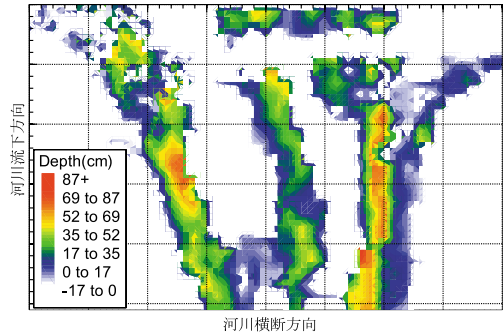 河川流下方向
Depth(cm)
87+
69 to 87
52 to 69
35 to 52
17 to 35
0 to 17
-17 to 0
河川横断方向